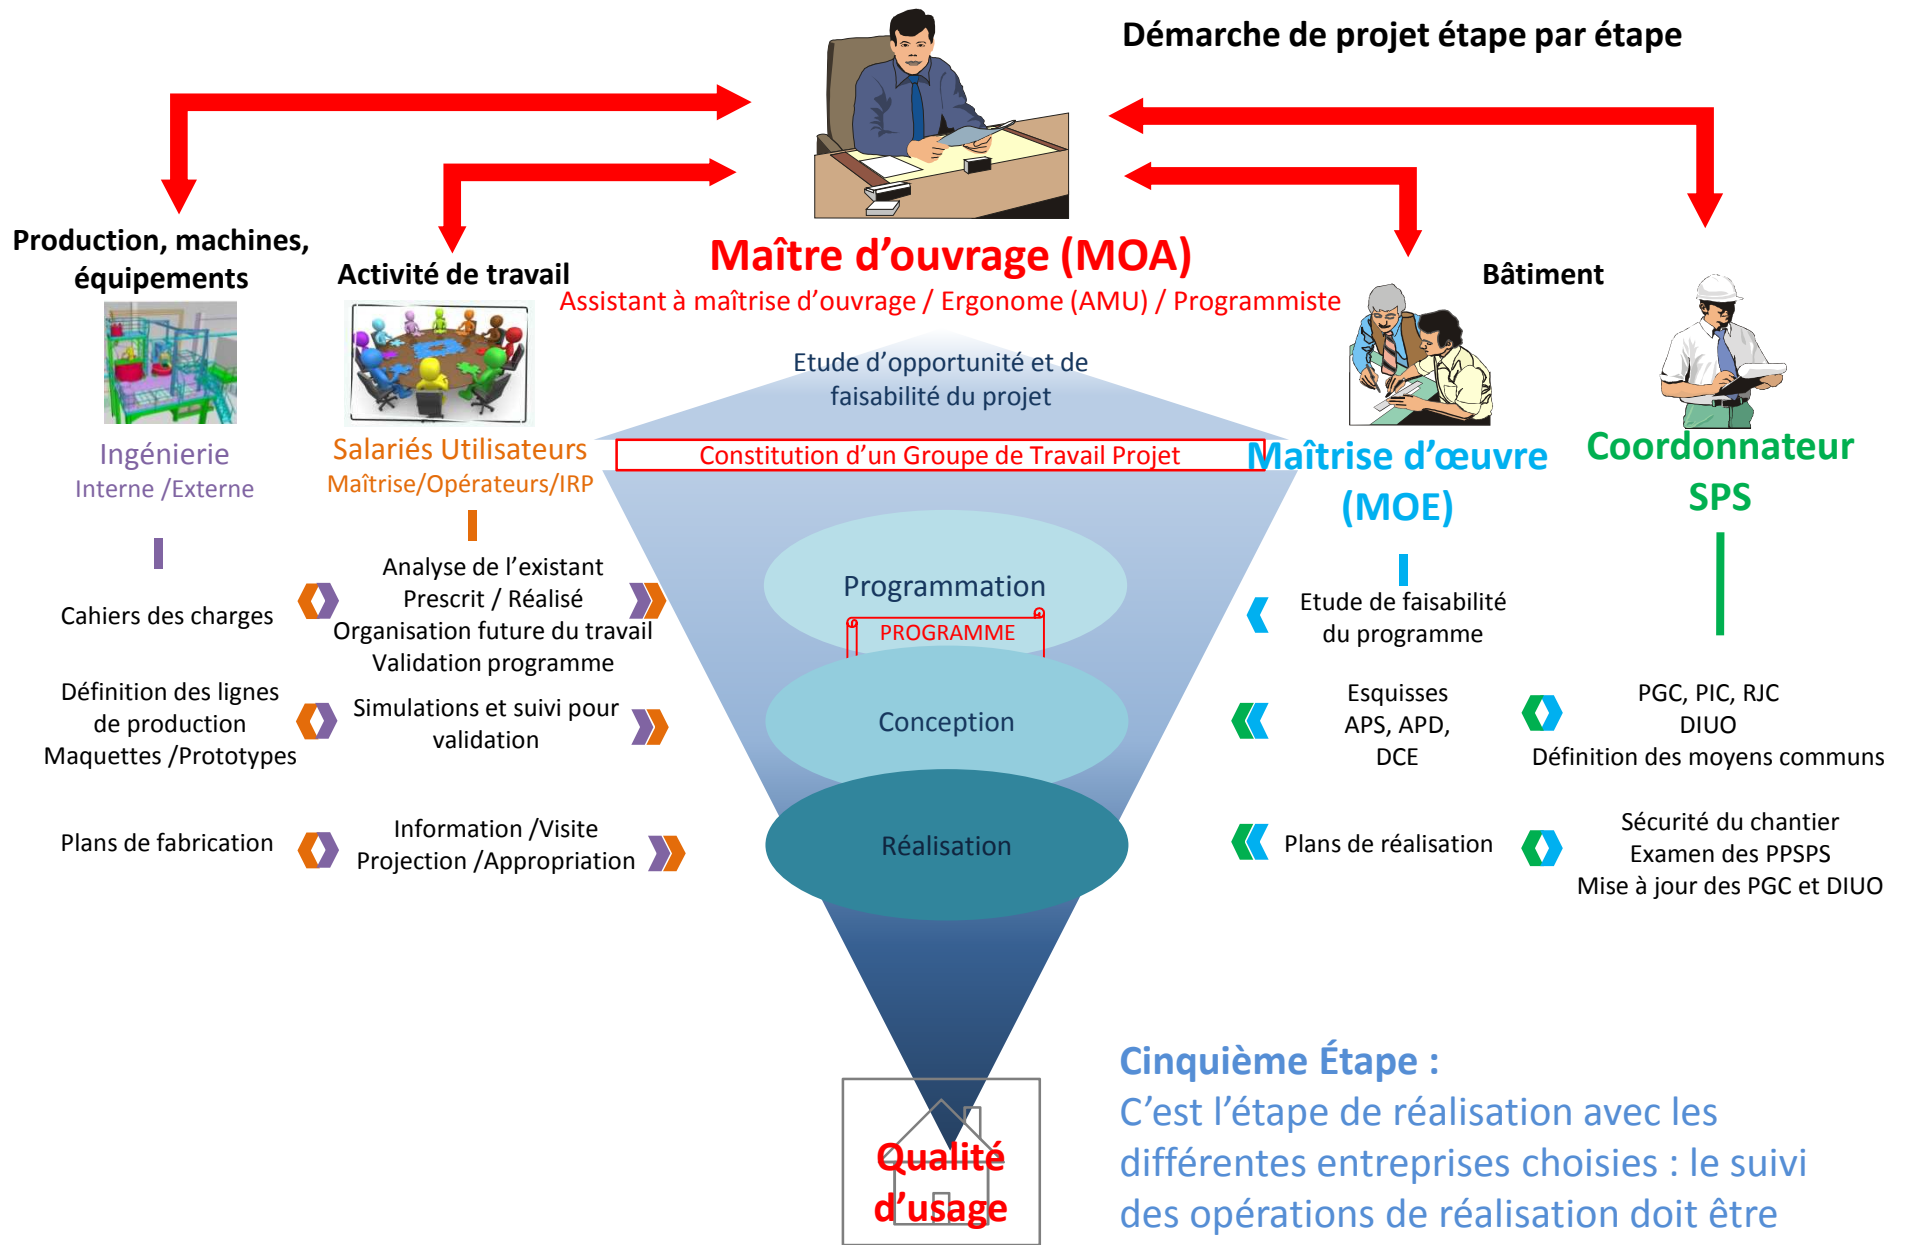 Démarche de projet étape par étape
Production, machines,
équipements
Activité de travail
Maître d’ouvrage (MOA)
Assistant à maîtrise d’ouvrage / Ergonome (AMU) / Programmiste
Bâtiment
Etude d’opportunité et de
faisabilité du projet
Constitution d’un Groupe de Travail Projet
Ingénierie
Interne /Externe
Salariés Utilisateurs
Maîtrise/Opérateurs/IRP
Maîtrise d’œuvre
(MOE)
Coordonnateur
SPS
Cahiers des charges
Analyse de l’existant
Prescrit / Réalisé
Organisation future du travail
Validation programme
Programmation
PROGRAMME
Etude de faisabilité
du programme
Définition des lignes
de production
Maquettes /Prototypes
Simulations et suivi pour
validation
Conception
Esquisses
APS, APD,
DCE
PGC, PIC, RJC
DIUO
Définition des moyens communs
Plans de fabrication
Information /Visite
Projection /Appropriation
Réalisation
Plans de réalisation
Sécurité du chantier
Examen des PPSPS
Mise à jour des PGC et DIUO
Qualité
d’usage
Cinquième Étape :
C’est l’étape de réalisation avec les
différentes entreprises choisies : le suivi
des opérations de réalisation doit être